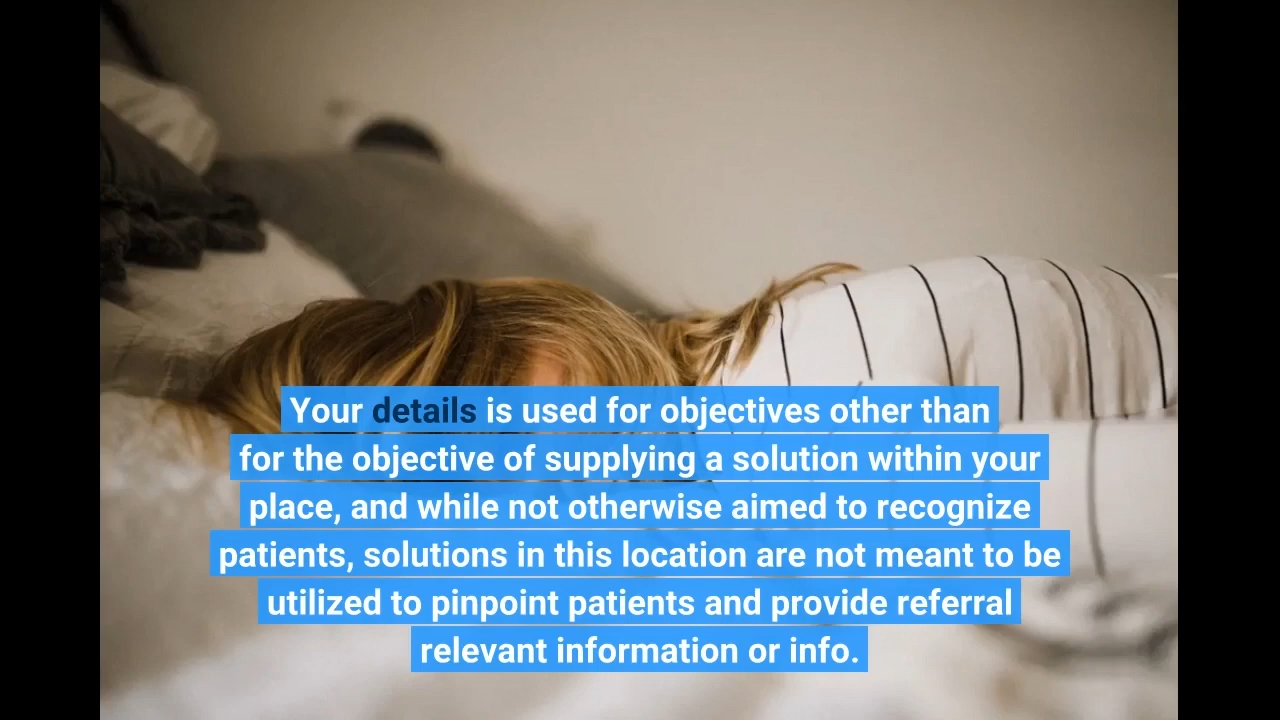 Your details is used for objectives other than
for the objective of supplying a solution within your
place, and while not otherwise aimed to recognize
patients, solutions in this location are not meant to be
utilized to pinpoint patients and provide referral
relevant information or info.